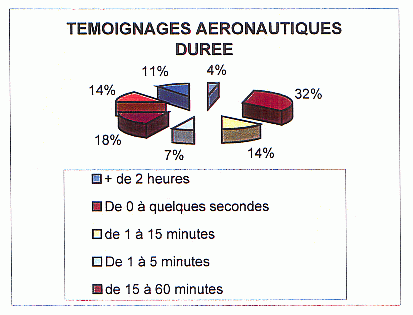 TEMOIGNAGES AERONAUTIQUES
DUREE
11%
4%
14%
32%
18%
7%
14%
+ de 2 heures
De 0 à quelques secondes
de 1 à 15 minutes
De 1 à 5 minutes
de 15 à 60 minutes